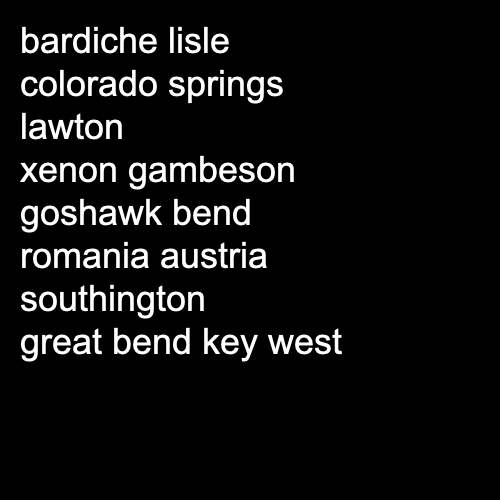 bardiche lisle
colorado springs
lawton
xenon gambeson
goshawk bend
romania austria
southington
great bend key west